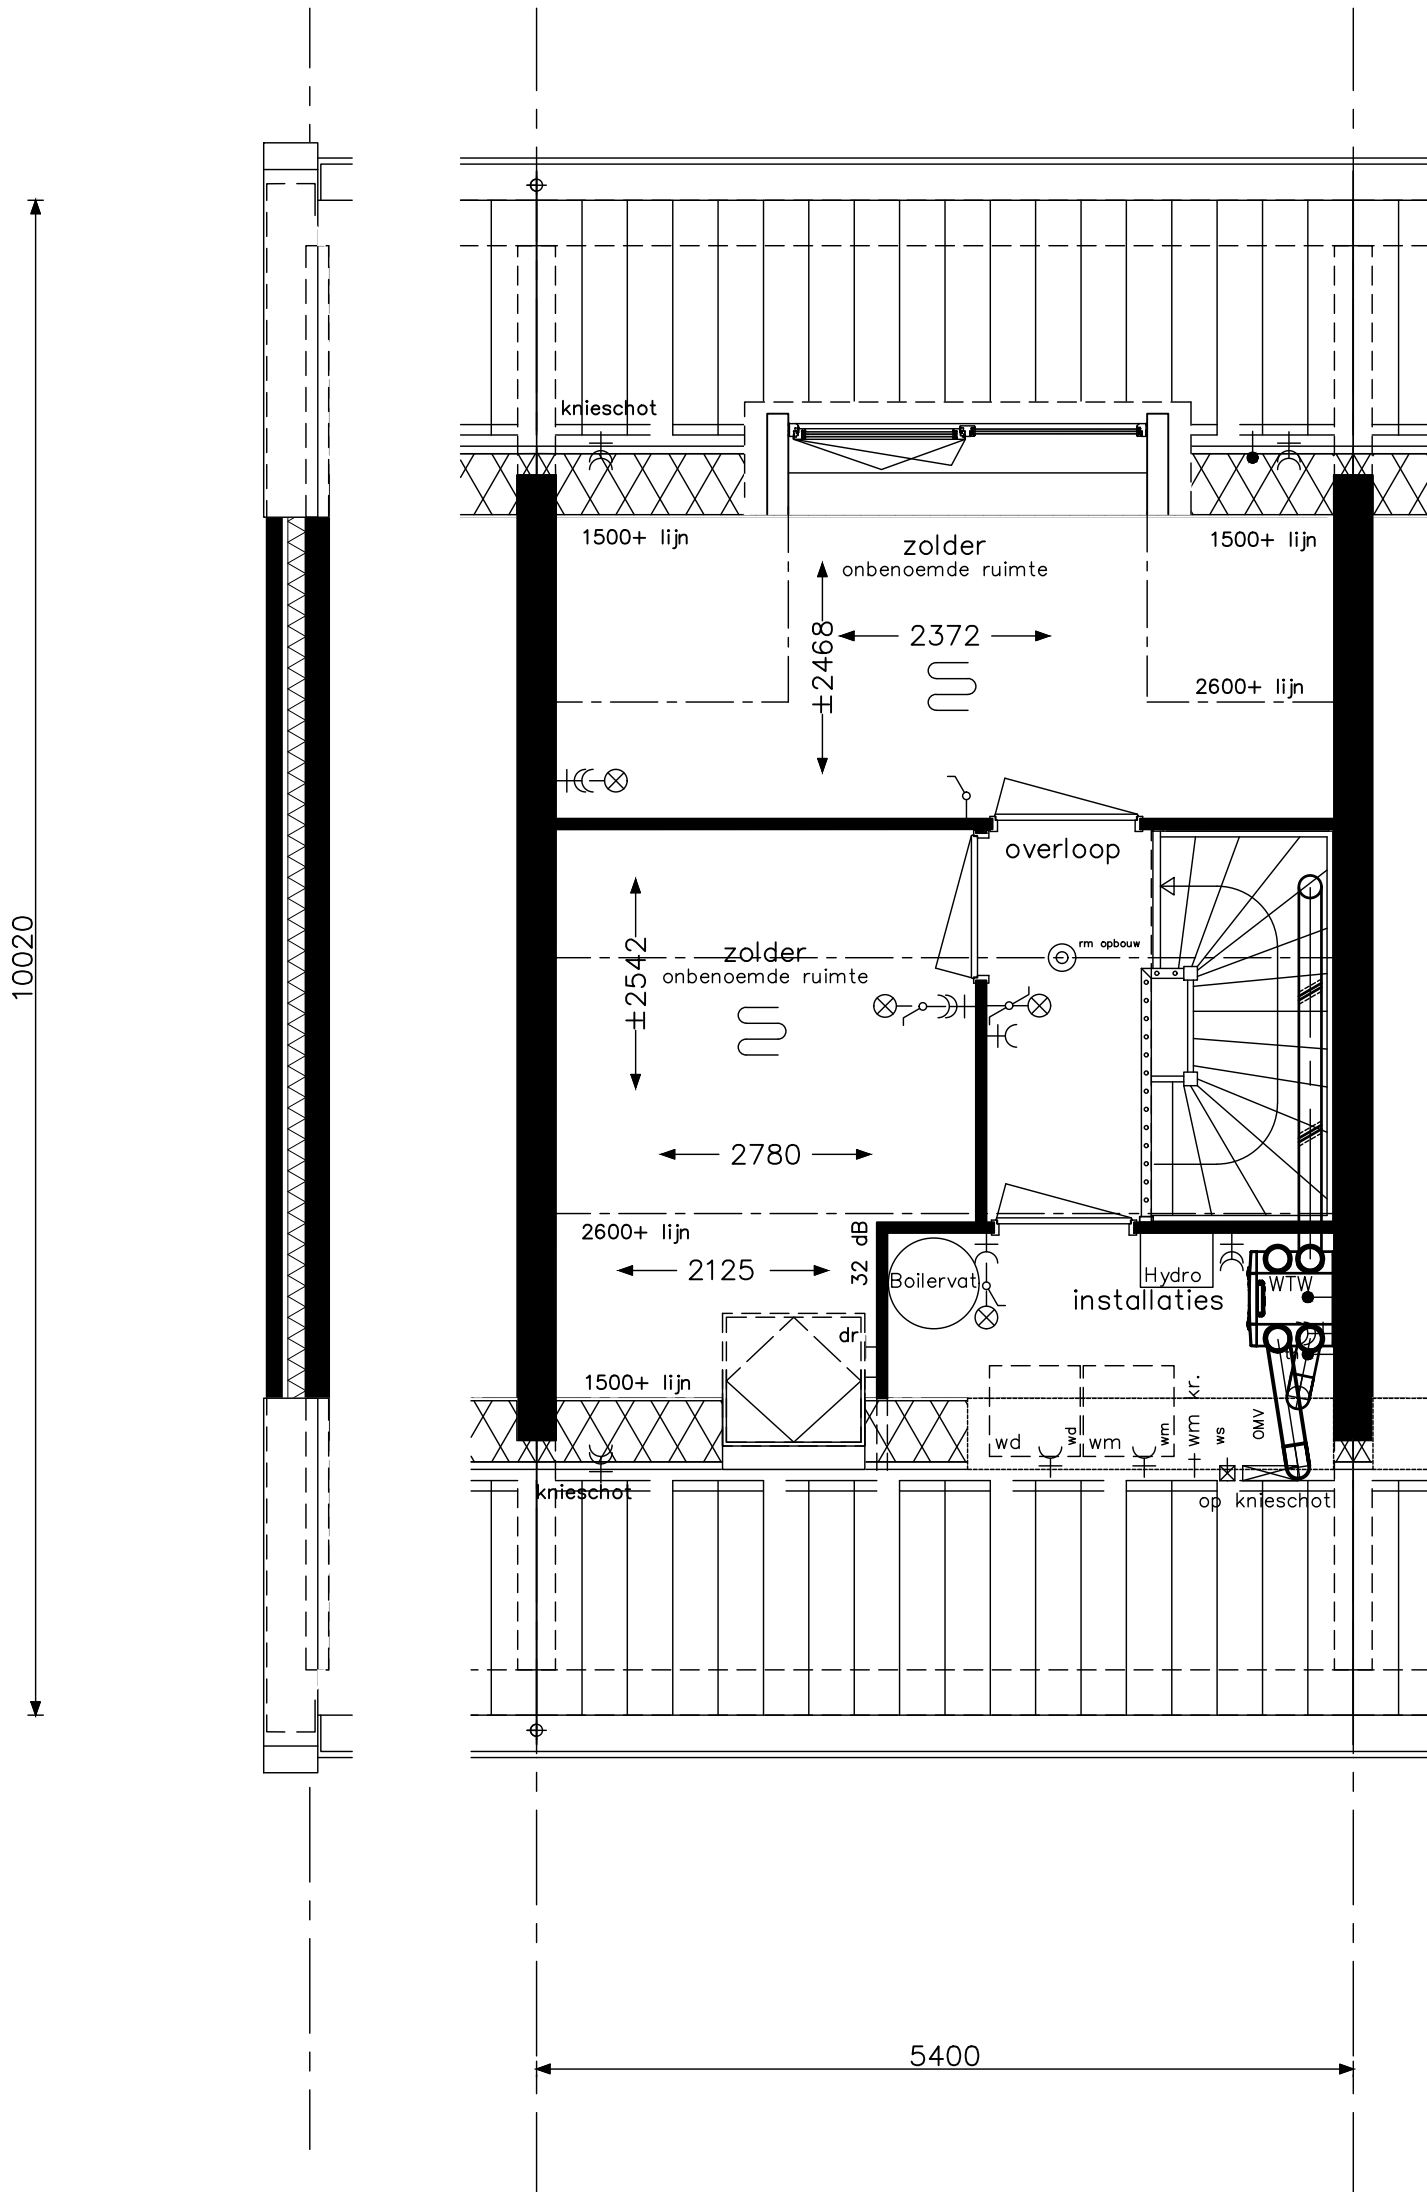 knieschot
1500+ lijn
zolder
onbenoemde ruimte
1500+ lijn
±2468
2372
2600+ lijn
overloop
10020
±2542
zolder
onbenoemde ruimte
rm opbouw
2780
2600+ lijn
2125
32 dB
Boilervat
Hydro
installaties
WTW
dr
1500+ lijn
wd
wd
wm
wm
wm kr.
ws
OMV
knieschot
op knieschot
5400